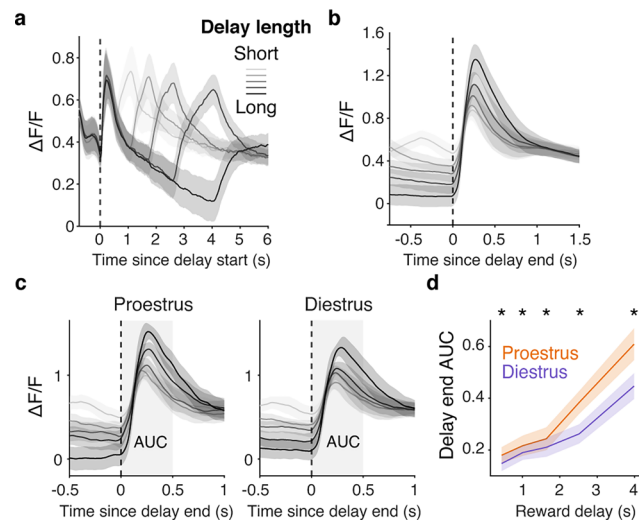 a
Delay length
Short
Long
ΔF/F
0.8
0.6
0.4
0.2
0
0 1 2 3 4 5 6
Time since delay start (s)
b
ΔF/F
1.6
1.2
0.8
0.4
0
-0.5 0 0.5 1.0 1.5
Time since delay end (s)
c
Proestrus
ΔF/F
1
0
AUC
-0.5 0 0.5 1
Time since delay end (s)
Diestrus
1
0
AUC
-0.5 0 0.5 1
Time since delay end (s)
d
* * * * *
Proestrus
Diestrus
Delay end AUC
0.6
0.4
0.2
1 2 3 4
Reward delay (s)